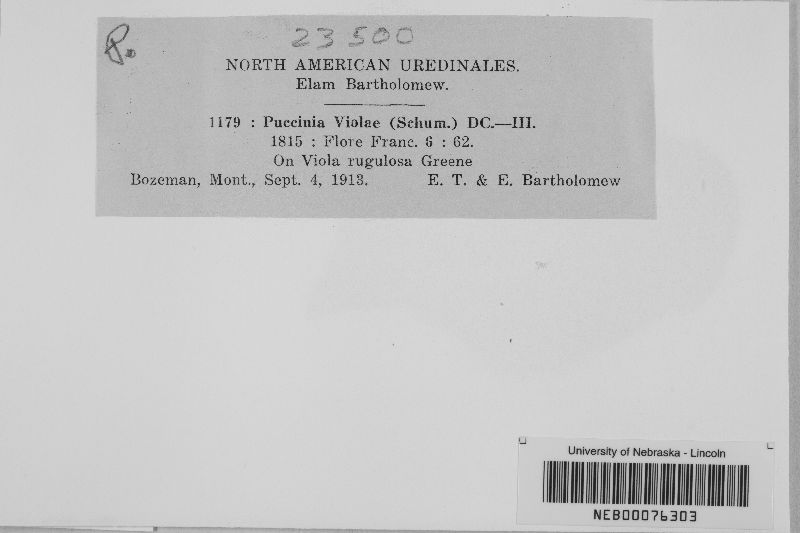 P.
23500
NORTH AMERICAN UREDINALES.
Elam Bartholomew.
1179 : Puccinia Violae (Schum.) DC.—III.
1815 : Flore Franc. 6 : 62.
On Viola rugulosa Greene
Bozeman, Mont., Sept. 4, 1913. E. T. & E. Bartholomew
University of Nebraska - Lincoln
NEB00076303